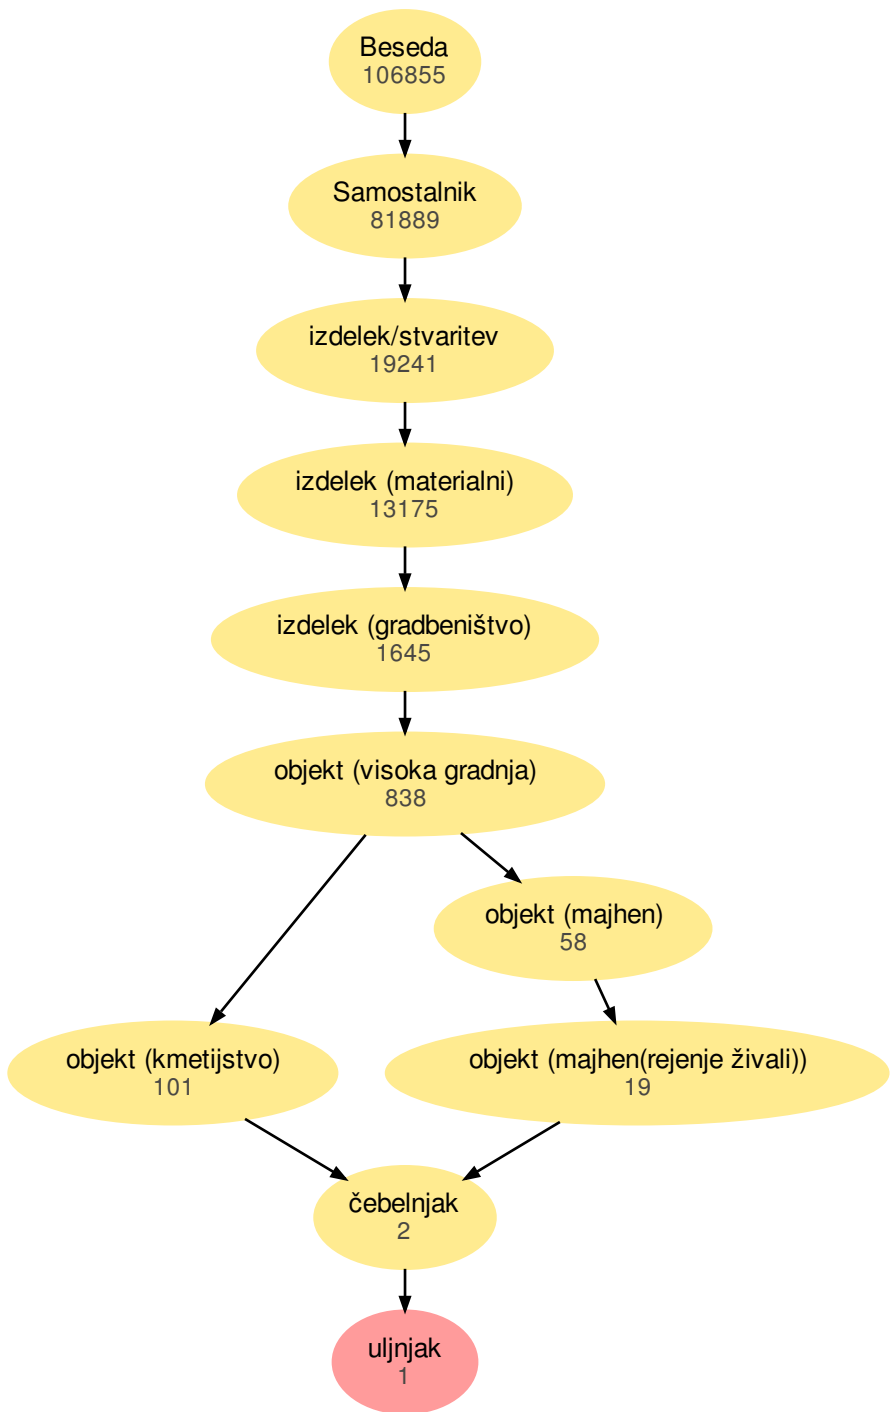 Beseda
106855
Samostalnik
81889
izdelek/stvaritev
19241
izdelek (materialni)
13175
izdelek (gradbeništvo)
1645
objekt (visoka gradnja)
838
objekt (majhen)
58
objekt (kmetijstvo)
101
objekt (majhen(rejenje živali))
19
čebelnjak
2
uljnjak
1